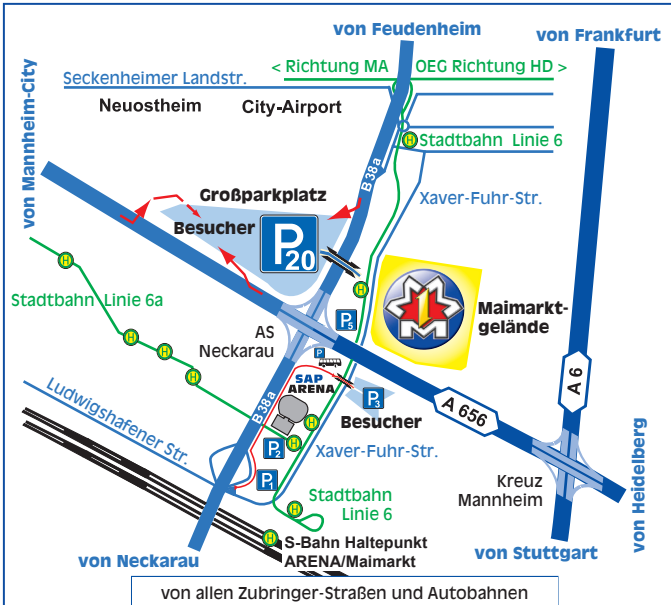 von Feudenheim
von Frankfurt
< Richtung MA
OEG Richtung HD >
Seckenheimer Landstr.
Neuostheim
City-Airport
von Mannheim-City
Stadtbahn Linie 6
H
B 38a
Großparkplatz
Besucher
P20
Xaver-Fuhr-Str.
H
Stadtbahn Linie 6a
H
H
H
H
AS
Neckarau
P5
M
Maimarkt-
gelände
P
SAP
ARENA
P3
Besucher
A 6
A 656
B 38a
Ludwigshafener Str.
H
H
P2
P1
Xaver-Fuhr-Str.
Kreuz
Mannheim
von Heidelberg
Stadtbahn
Linie 6
H
H
S-Bahn Haltepunkt
ARENA/Maimarkt
von Neckarau
von Stuttgart
von allen Zubringer-Straßen und Autobahnen